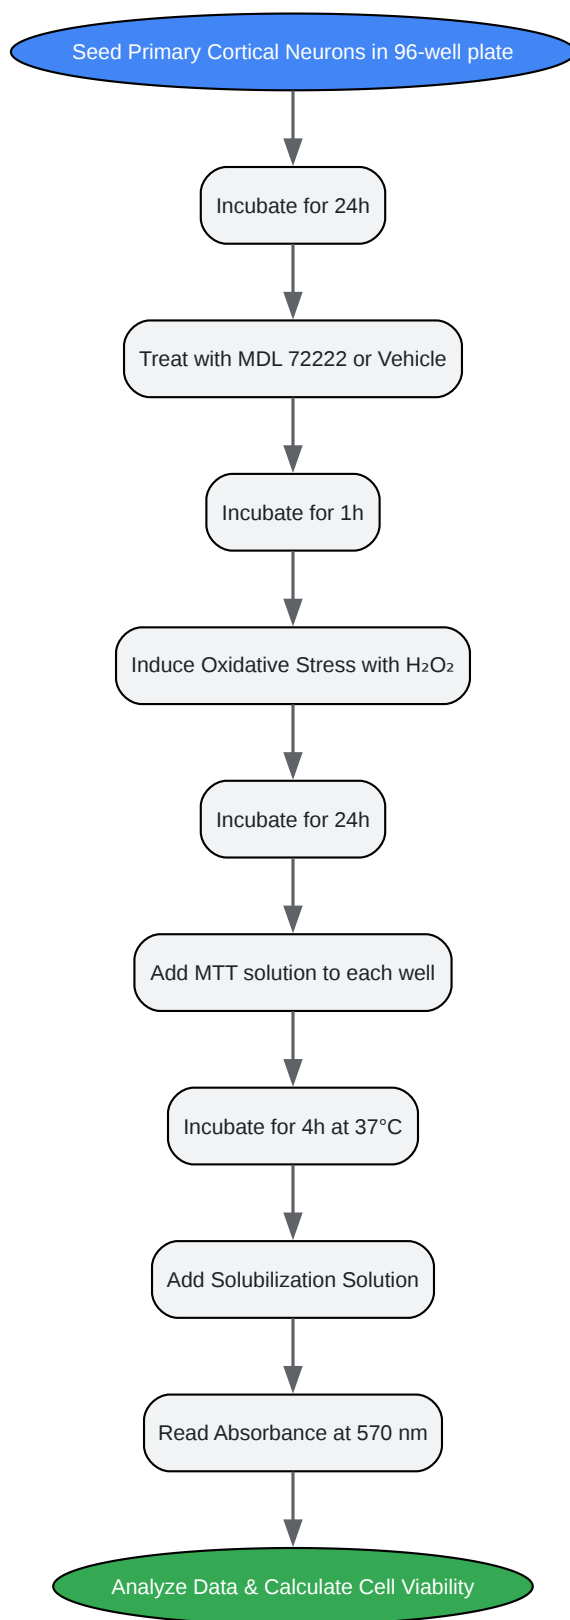 Seed Primary Cortical Neurons in 96-well plate
Incubate for 24h
Treat with MDL 72222 or Vehicle
Incubate for 1h
Induce Oxidative Stress with H₂O₂
Incubate for 24h
Add MTT solution to each well
Incubate for 4h at 37°C
Add Solubilization Solution
Read Absorbance at 570 nm
Analyze Data & Calculate Cell Viability